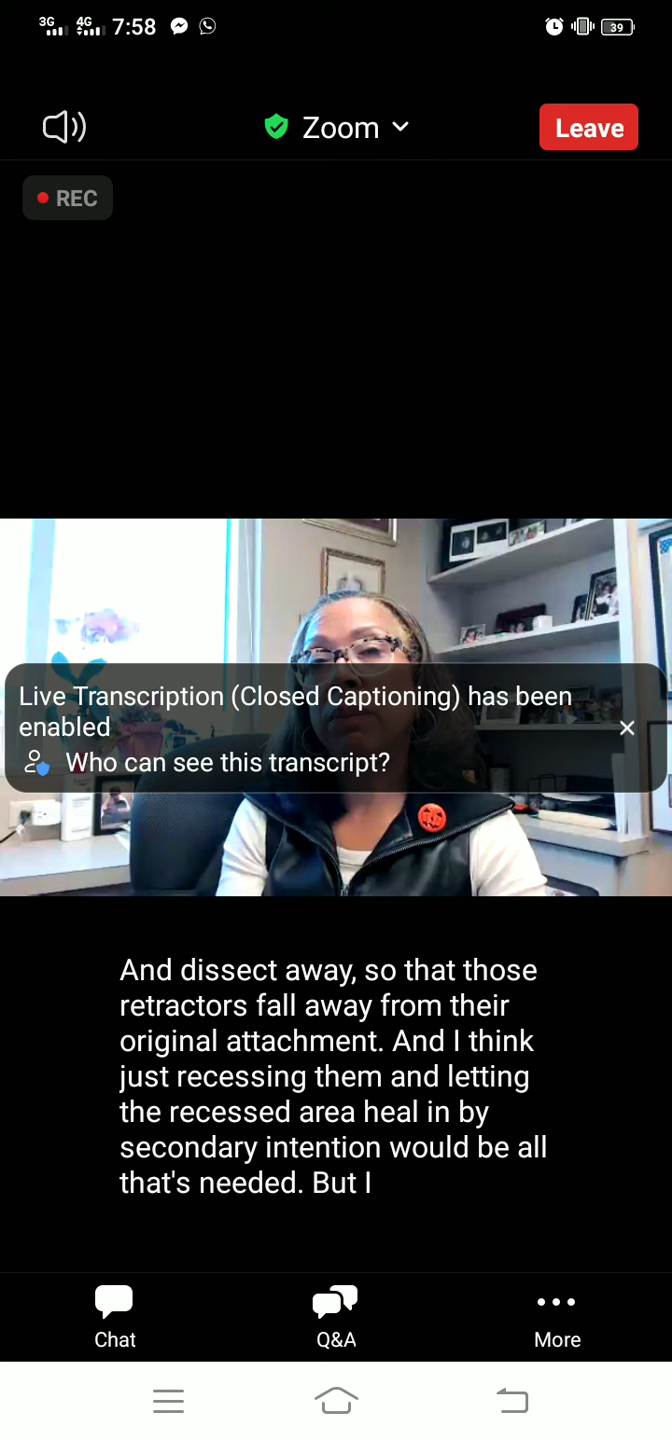 3G 4G 7:58 39
Zoom Leave
REC
Live Transcription (Closed Captioning) has been
enabled
Who can see this transcript?
And dissect away, so that those
retractors fall away from their
original attachment. And I think
just recessing them and letting
the recessed area heal in by
secondary intention would be all
that's needed. But I
Chat Q&A More